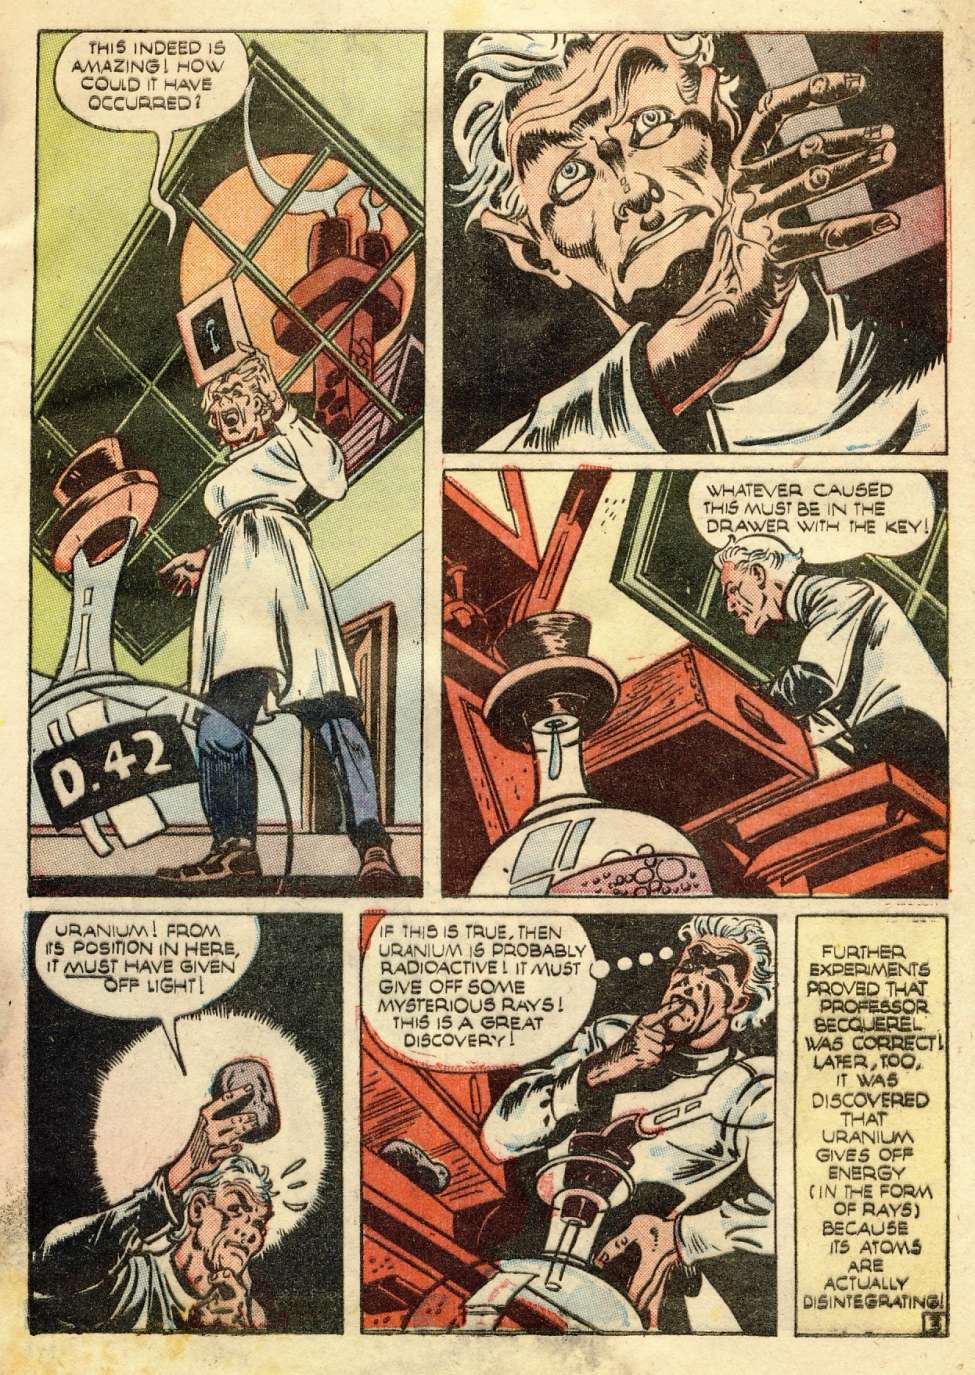 THIS INDEED IS
AMAZING! HOW
COULD IT HAVE
OCCURRED?
D.42
WHATEVER CAUSED
THIS MUST BE IN THE
DRAWER WITH THE KEY!
URANIUM! FROM
ITS POSITION IN HERE,
IT MUST HAVE GIVEN
OFF LIGHT!
IF THIS IS TRUE, THEN
URANIUM IS PROBABLY
RADIOACTIVE! IT MUST
GIVE OFF SOME
MYSTERIOUS RAYS!
THIS IS A GREAT
DISCOVERY!
FURTHER
EXPERIMENTS
PROVED THAT
PROFESSOR
BECQUEREL
WAS CORRECT!
LATER, TOO,
IT WAS
DISCOVERED
THAT
URANIUM
GIVES OFF
ENERGY
(IN THE FORM
OF RAYS)
BECAUSE
ITS ATOMS
ARE
ACTUALLY
DISINTEGRATING!
3